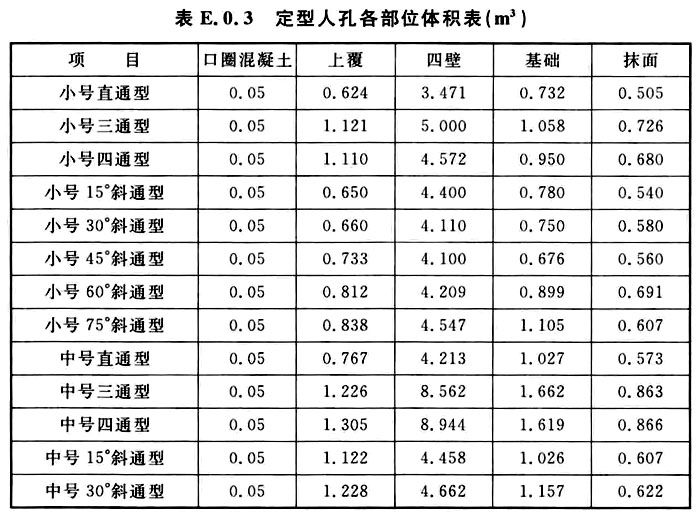 表 E.0.3 定型人孔各部位体积表(m³)
项 目 口圈混凝土 上覆 四壁 基础 抹面
小号直通型 0.05 0.624 3.471 0.732 0.505
小号三通型 0.05 1.121 5.000 1.058 0.726
小号四通型 0.05 1.110 4.572 0.950 0.680
小号 15°斜通型 0.05 0.650 4.400 0.780 0.540
小号 30°斜通型 0.05 0.660 4.110 0.750 0.580
小号 45°斜通型 0.05 0.733 4.100 0.676 0.560
小号 60°斜通型 0.05 0.812 4.209 0.899 0.691
小号 75°斜通型 0.05 0.838 4.547 1.105 0.607
中号直通型 0.05 0.767 4.213 1.027 0.573
中号三通型 0.05 1.226 8.562 1.662 0.863
中号四通型 0.05 1.305 8.944 1.619 0.866
中号 15°斜通型 0.05 1.122 4.458 1.026 0.607
中号 30°斜通型 0.05 1.228 4.662 1.157 0.622